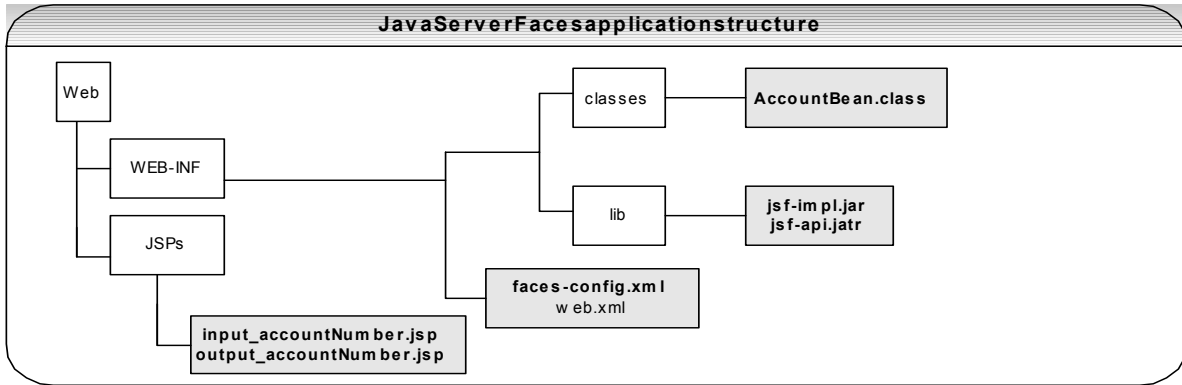 JavaServerFacesapplicationstructure
Web
classes
AccountBean.class
WEB-INF
lib
jsf-impl.jar
jsf-api.jatr
JSPs
faces-config.xml
web.xml
input_accountNumber.jsp
output_accountNumber.jsp